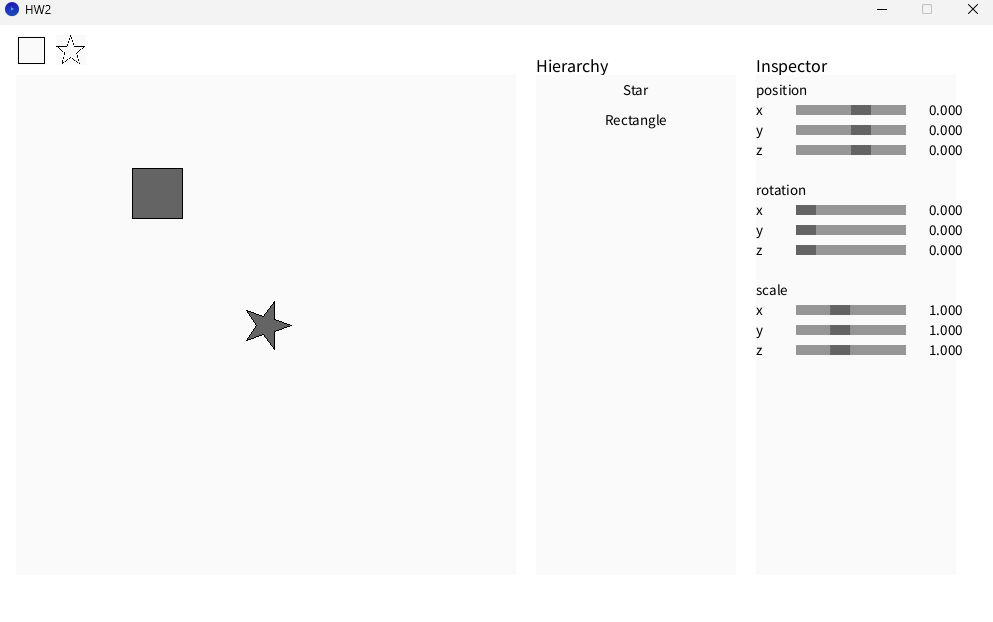 HW2
Hierarchy
Star
Rectangle
Inspector
position
x 0.000
y 0.000
z 0.000
rotation
x 0.000
y 0.000
z 0.000
scale
x 1.000
y 1.000
z 1.000